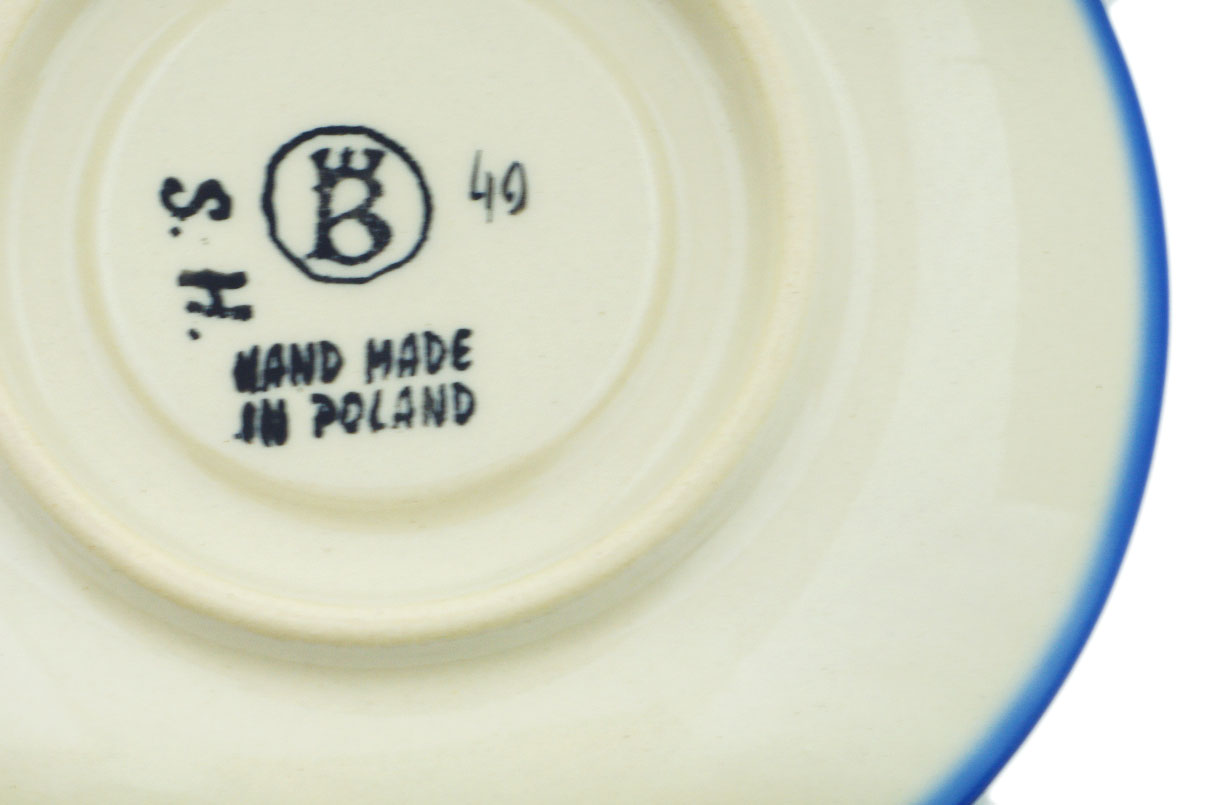 B
49
S. H.
HAND MADE
IN POLAND